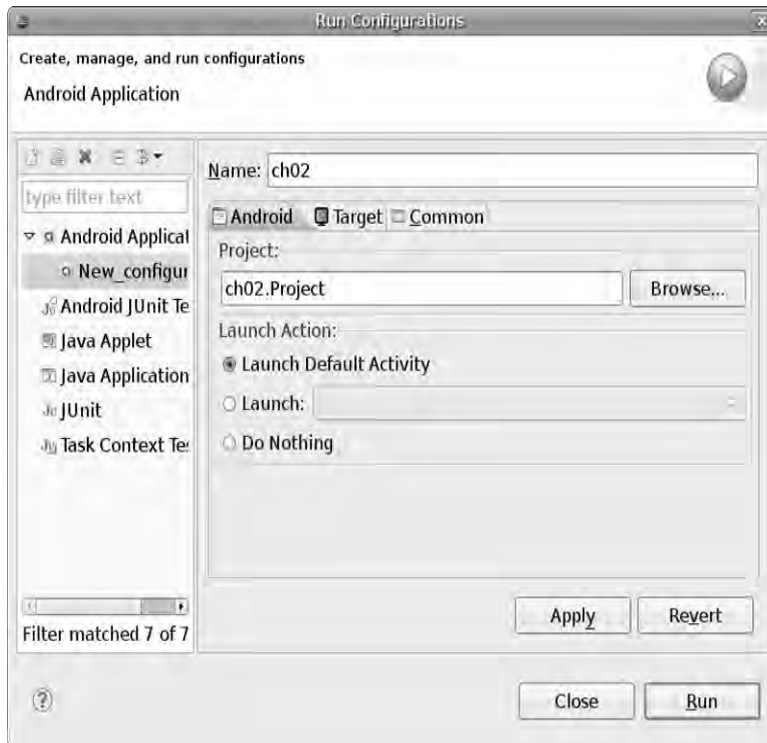 Run Configurations
Create, manage, and run configurations
Android Application
type filter text
Android Applicat
New_configur
Android JUnit Te
Java Applet
Java Application
JUnit
Task Context Te
Filter matched 7 of 7
Name: ch02
Android Target Common
Project:
ch02.Project Browse...
Launch Action:
Launch Default Activity
Launch:
Do Nothing
Apply Revert
Close Run